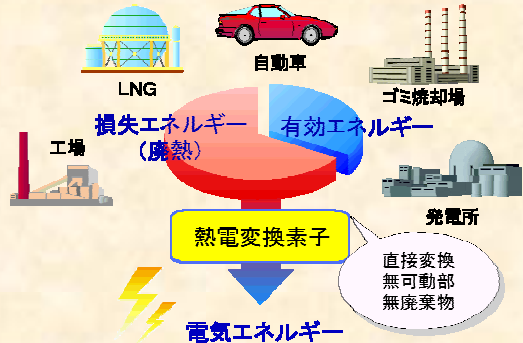 LNG
自動車
ゴミ焼却場
工場
損失エネルギー
(廃熱)
有効エネルギー
発電所
熱電変換素子
直接変換
無可動部
無廃棄物
電気エネルギー